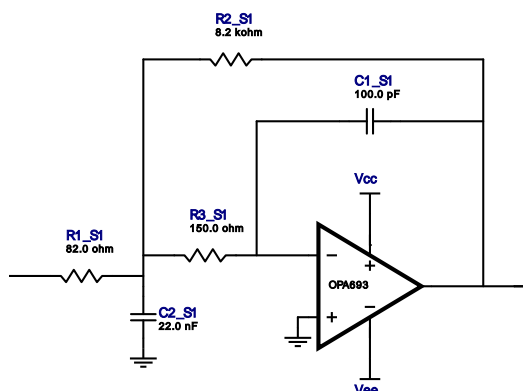 R2_S1
8.2 kohm
C1_S1
100.0 pF
Vcc
R3_S1
150.0 ohm
R1_S1
82.0 ohm
−
+
OPA693
−
+
C2_S1
22.0 nF
Vee